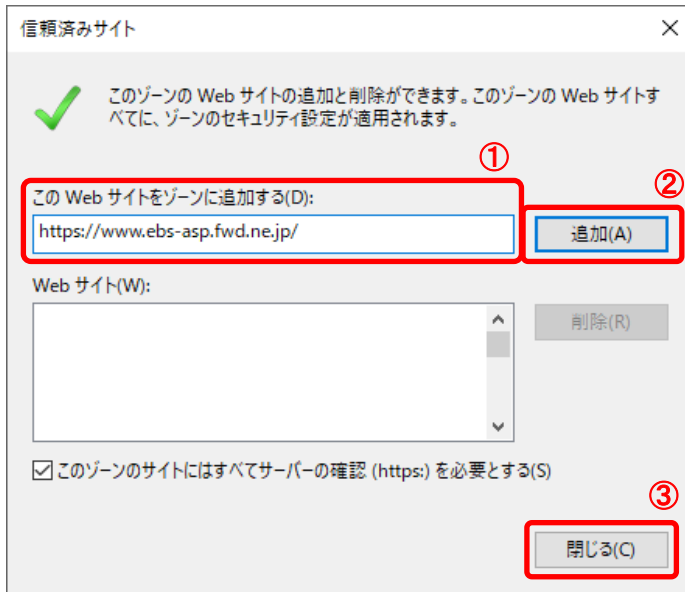 信頼済みサイト
このゾーンの Web サイトの追加と削除ができます。このゾーンの Web サイトす
べてに、ゾーンのセキュリティ設定が適用されます。
①
②
この Web サイトをゾーンに追加する(D):
https://www.ebs-asp.fwd.ne.jp/
追加(A)
Web サイト(W):
削除(R)
このゾーンのサイトにはすべてサーバーの確認 (https:) を必要とする(S)
③
閉じる(C)